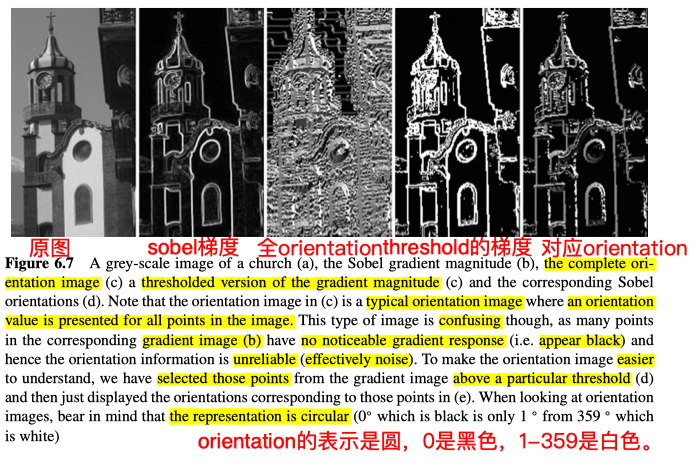 原图 sobel梯度 全orientation threshold的梯度 对应orientation
Figure 6.7 A grey-scale image of a church (a), the Sobel gradient magnitude (b), the complete ori-
entation image (c) a thresholded version of the gradient magnitude (c) and the corresponding Sobel
orientations (d). Note that the orientation image in (c) is a typical orientation image where an orientation
value is presented for all points in the image. This type of image is confusing though, as many points
in the corresponding gradient image (b) have no noticeable gradient response (i.e. appear black) and
hence the orientation information is unreliable (effectively noise). To make the orientation image easier
to understand, we have selected those points from the gradient image above a particular threshold (d)
and then just displayed the orientations corresponding to those points in (e). When looking at orientation
images, bear in mind that the representation is circular (0° which is black is only 1 ° from 359 ° which
is white)
orientation的表示是圆，0是黑色，1-359是白色。